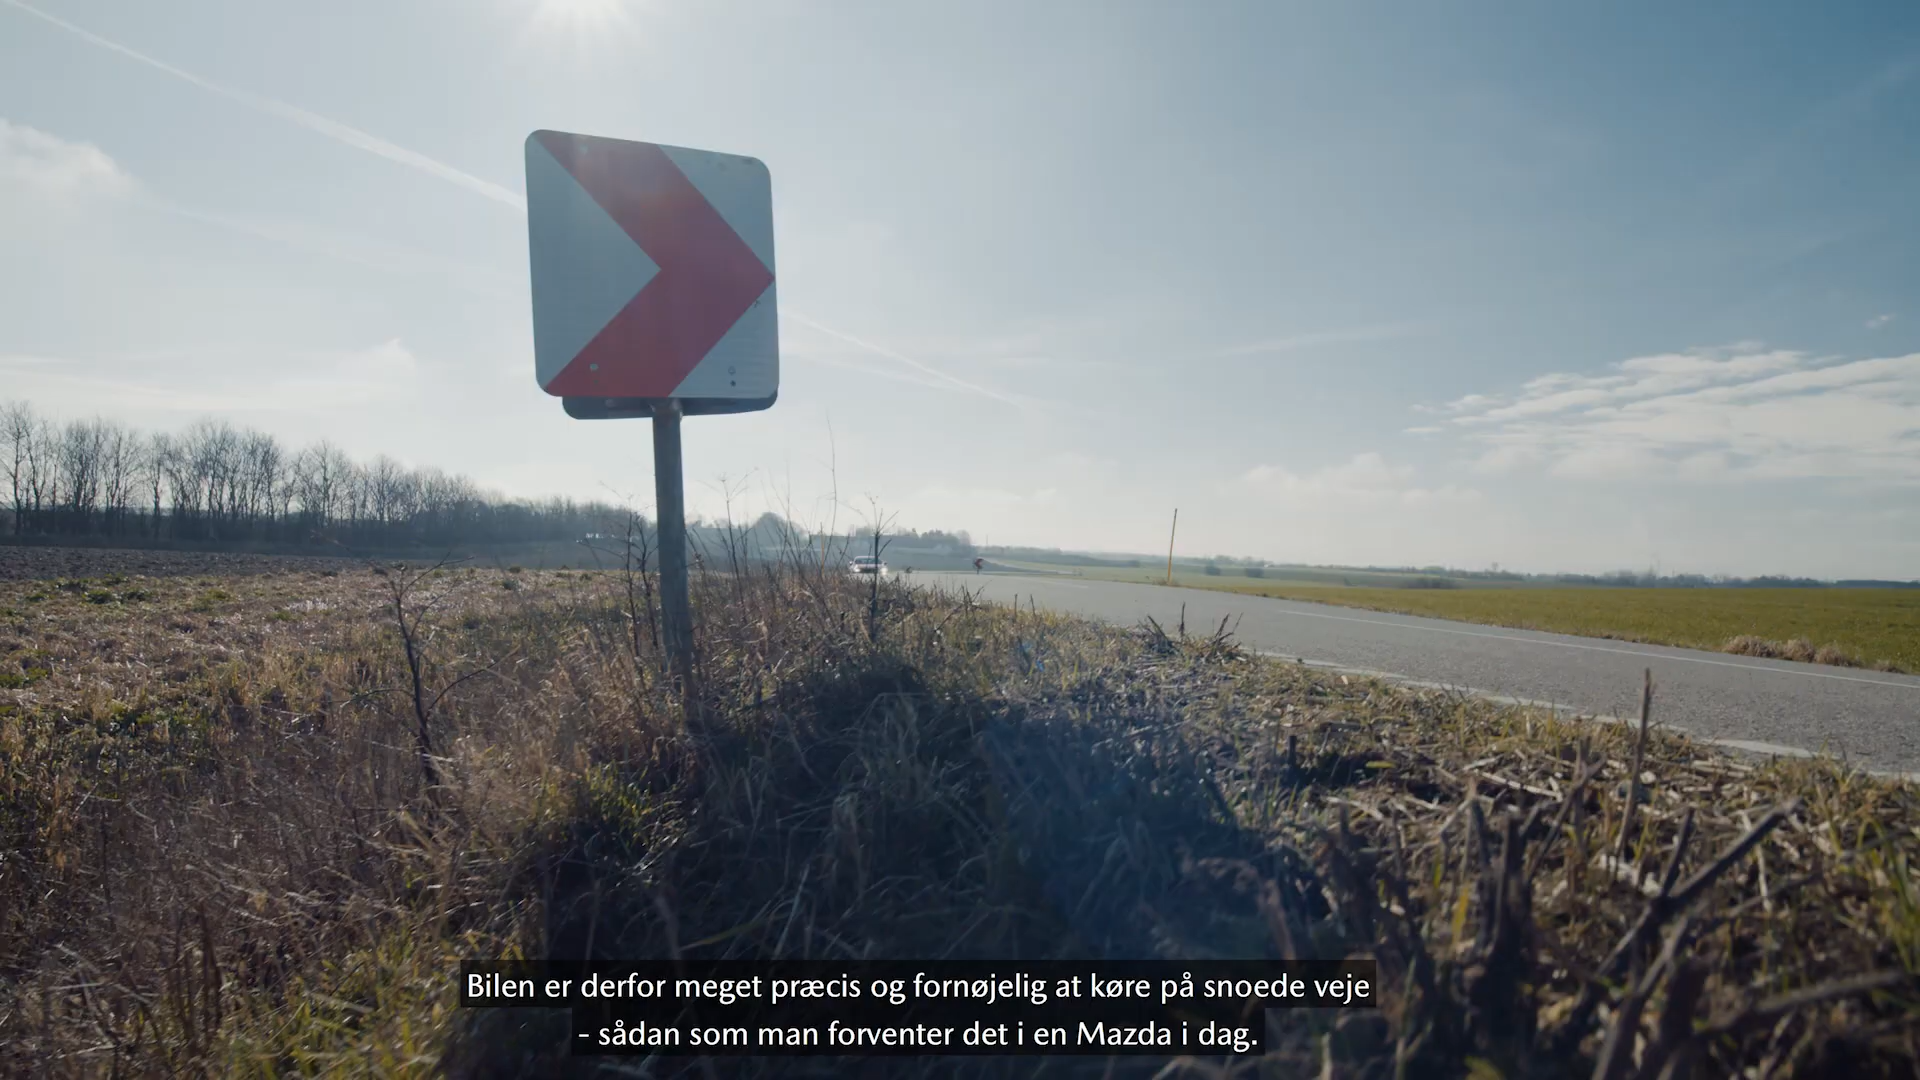 Bilen er derfor meget præcis og fornøjelig at køre på snoede veje
- sådan som man forventer det i en Mazda i dag.